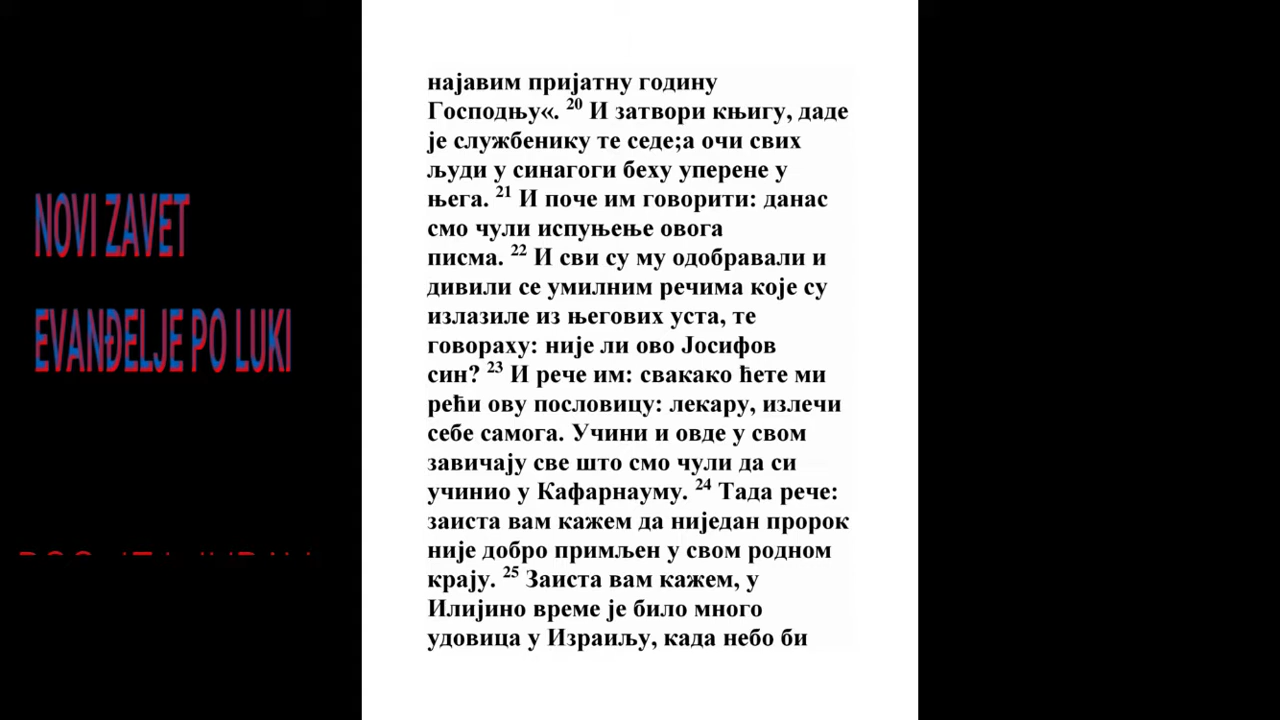 NOVI ZAVET
EVANĐELJE PO LUKI
најавим пријатну годину
Господњу«. 20 И затвори књигу, даде
је службенику те седе;а очи свих
људи у синагоги беху уперене у
њега. 21 И поче им говорити: данас
смо чули испуњење овога
писма. 22 И сви су му одобравали и
дивили се умилним речима које су
излазиле из његових уста, те
говораху: није ли ово Јосифов
син? 23 И рече им: свакако ћете ми
рећи ову пословицу: лекару, излечи
себе самога. Учини и овде у свом
завичају све што смо чули да си
учинио у Кафарнауму. 24 Тада рече:
заиста вам кажем да ниједан пророк
није добро примљен у свом родном
крају. 25 Заиста вам кажем, у
Илијино време је било много
удовица у Израиљу, када небо би